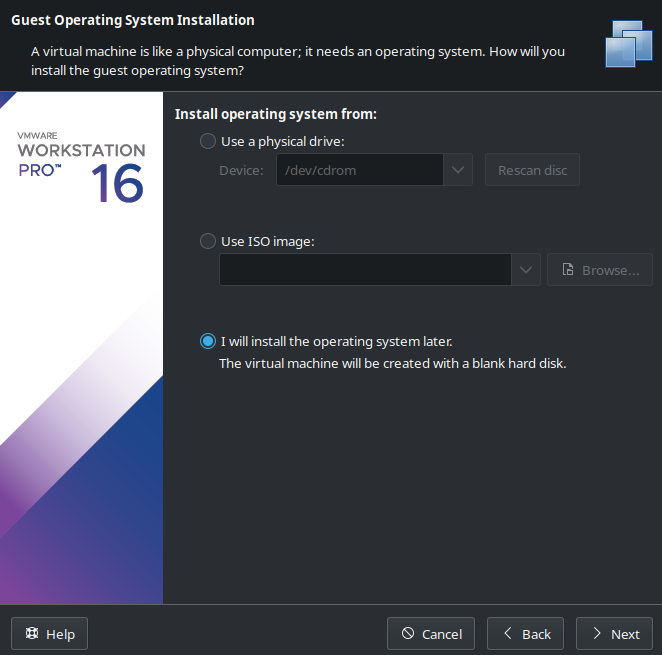 Guest Operating System Installation
A virtual machine is like a physical computer; it needs an operating system. How will you
install the guest operating system?
VMWARE
WORKSTATION
PRO™ 16
Install operating system from:
Use a physical drive:
Device: /dev/cdrom Rescan disc
Use ISO image:
Browse...
I will install the operating system later.
The virtual machine will be created with a blank hard disk.
Help Cancel Back Next